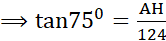 ⟹ tan75⁰ = AH/124